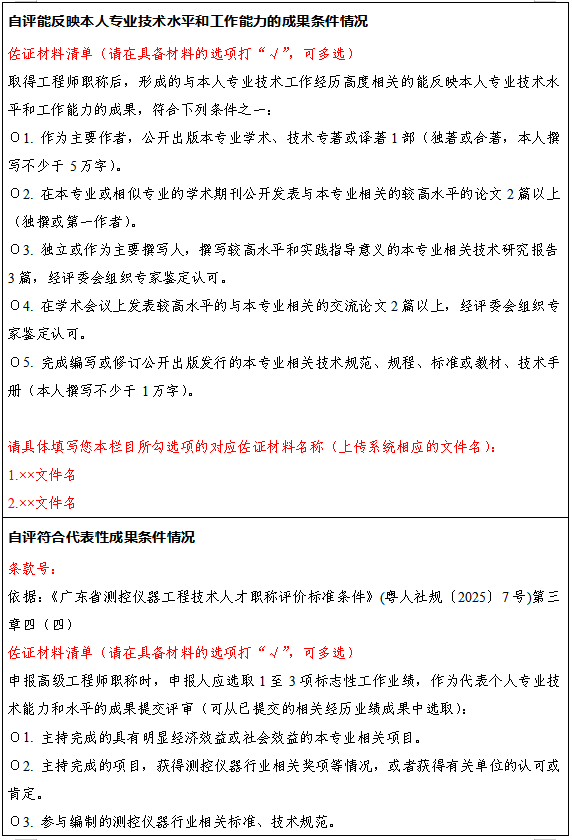 自评能反映本人专业技术水平和工作能力的成果条件情况
佐证材料清单（请在具备材料的选项打“√”，可多选）
取得工程师职称后，形成的与本人专业技术工作经历高度相关的能反映本人专业技术水
平和工作能力的成果，符合下列条件之一：
○1. 作为主要作者，公开出版本专业学术、技术专著或译著 1 部（独著或合著，本人撰
写不少于 5 万字）。
○2. 在本专业或相似专业的学术期刊公开发表与本专业相关的较高水平的论文 2 篇以上
（独撰或第一作者）。
○3. 独立或作为主要撰写人，撰写较高水平和实践指导意义的本专业相关技术研究报告
3 篇，经评委会组织专家鉴定认可。
○4. 在学术会议上发表较高水平的与本专业相关的交流论文 2 篇以上，经评委会组织专
家鉴定认可。
○5. 完成编写或修订公开出版发行的本专业相关技术规范、规程、标准或教材、技术手
册（本人撰写不少于 1 万字）。
请具体填写您本栏目所勾选项的对应佐证材料名称（上传系统相应的文件名）：
1.××文件名
2.××文件名
自评符合代表性成果条件情况
条款号：
依据：《广东省测控仪器工程技术人才职称评价标准条件》(粤人社规〔2025〕7 号)第三
章四（四）
佐证材料清单（请在具备材料的选项打“√”，可多选）
申报高级工程师职称时，申报人应选取 1 至 3 项标志性工作业绩，作为代表个人专业技
术能力和水平的成果提交评审（可从已提交的相关经历业绩成果中选取）：
○1. 主持完成的具有明显经济效益或社会效益的本专业相关项目。
○2. 主持完成的项目，获得测控仪器行业相关奖项等情况，或者获得有关单位的认可或
肯定。
○3. 参与编制的测控仪器行业相关标准、技术规范。